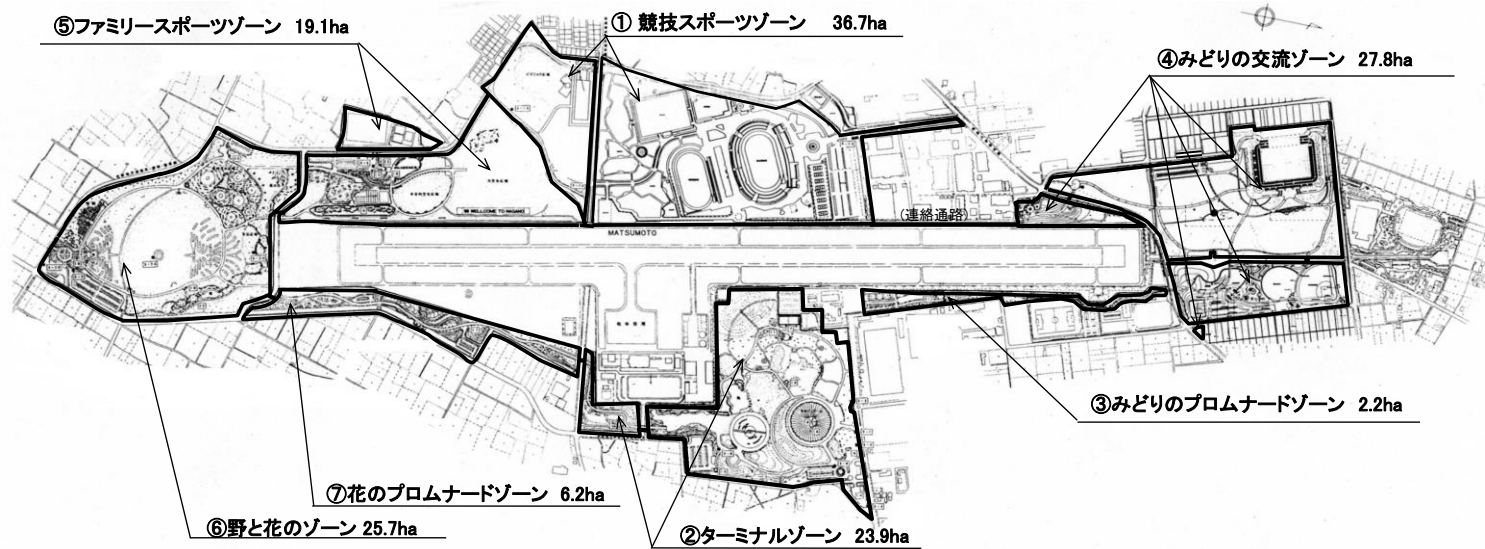 ⑤ファミリースポーツゾーン 19.1ha
① 競技スポーツゾーン 36.7ha
④みどりの交流ゾーン 27.8ha
'98 WELLCOME TO NAGANO
(連絡通路)
MATSUMOTO
③みどりのプロムナードゾーン 2.2ha
⑦花のプロムナードゾーン 6.2ha
⑥野と花のゾーン 25.7ha
②ターミナルゾーン 23.9ha